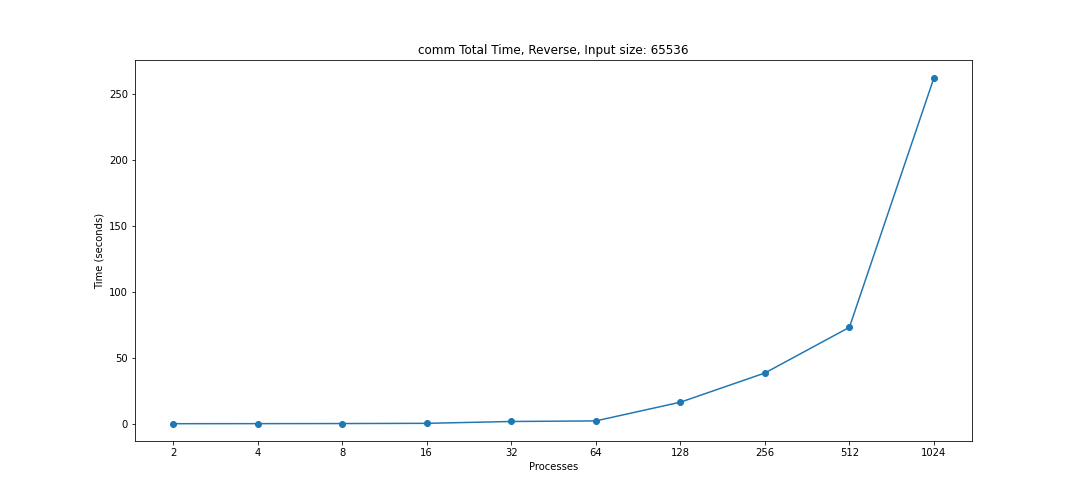 comm Total Time, Reverse, Input size: 65536
Time (seconds)
250
200
150
100
50
0
2 4 8 16 32 64 128 256 512 1024
Processes